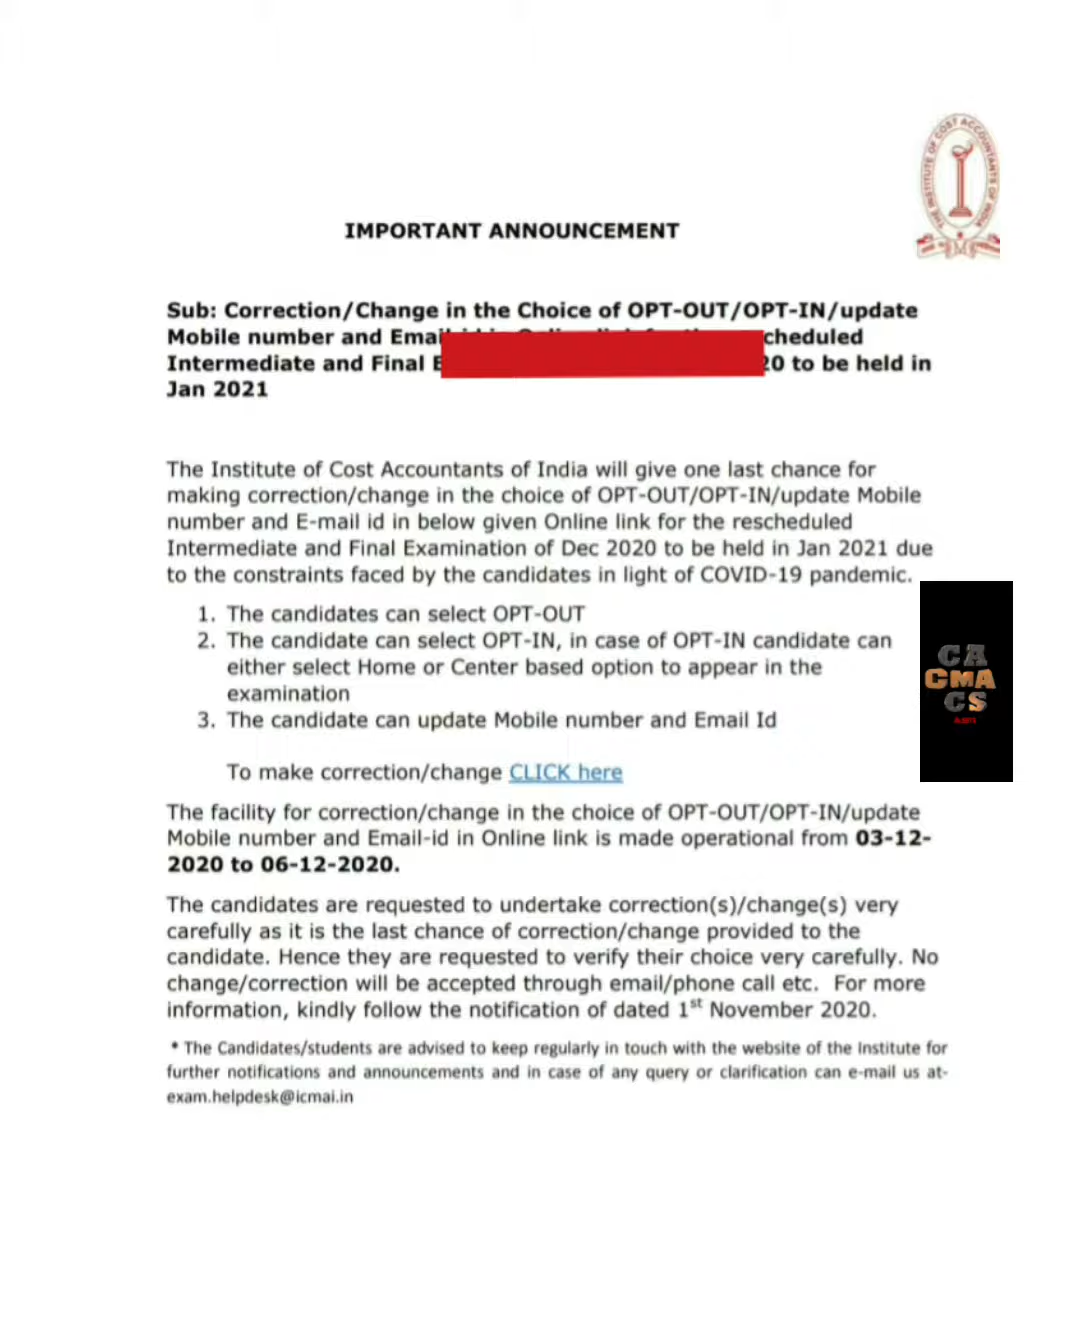 THE INSTITUTE OF COST ACCOUNTANTS OF INDIA
IMPORTANT ANNOUNCEMENT
Sub: Correction/Change in the Choice of OPT-OUT/OPT-IN/update
Mobile number and cheduled
Intermediate and Final 20 to be held in
Jan 2021
The Institute of Cost Accountants of India will give one last chance for
making correction/change in the choice of OPT-OUT/OPT-IN/update Mobile
number and E-mail id in below given Online link for the rescheduled
Intermediate and Final Examination of Dec 2020 to be held in Jan 2021 due
to the constraints faced by the candidates in light of COVID-19 pandemic.
1. The candidates can select OPT-OUT
2. The candidate can select OPT-IN, in case of OPT-IN candidate can
either select Home or Center based option to appear in the
examination
3. The candidate can update Mobile number and Email Id
CA
CMA
CS
To make correction/change CLICK here
The facility for correction/change in the choice of OPT-OUT/OPT-IN/update
Mobile number and Email-id in Online link is made operational from 03-12-
2020 to 06-12-2020.
The candidates are requested to undertake correction(s)/change(s) very
carefully as it is the last chance of correction/change provided to the
candidate. Hence they are requested to verify their choice very carefully. No
change/correction will be accepted through email/phone call etc.  For more
information, kindly follow the notification of dated 1st November 2020.
* The Candidates/students are advised to keep regularly in touch with the website of the Institute for
further notifications and announcements and in case of any query or clarification can e-mail us at-
exam.helpdesk@icmai.in